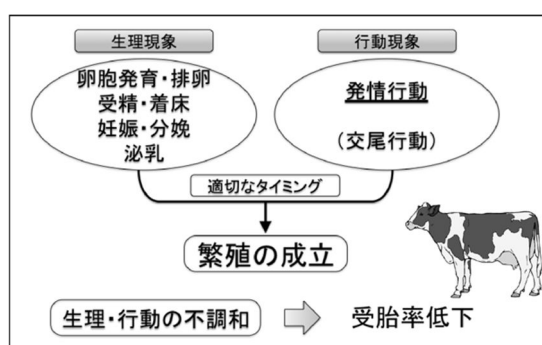 生理現象
行動現象
卵胞発育・排卵
受精・着床
妊娠・分娩
泌乳
発情行動
（交尾行動）
適切なタイミング
繁殖の成立
生理・行動の不調和
受胎率低下